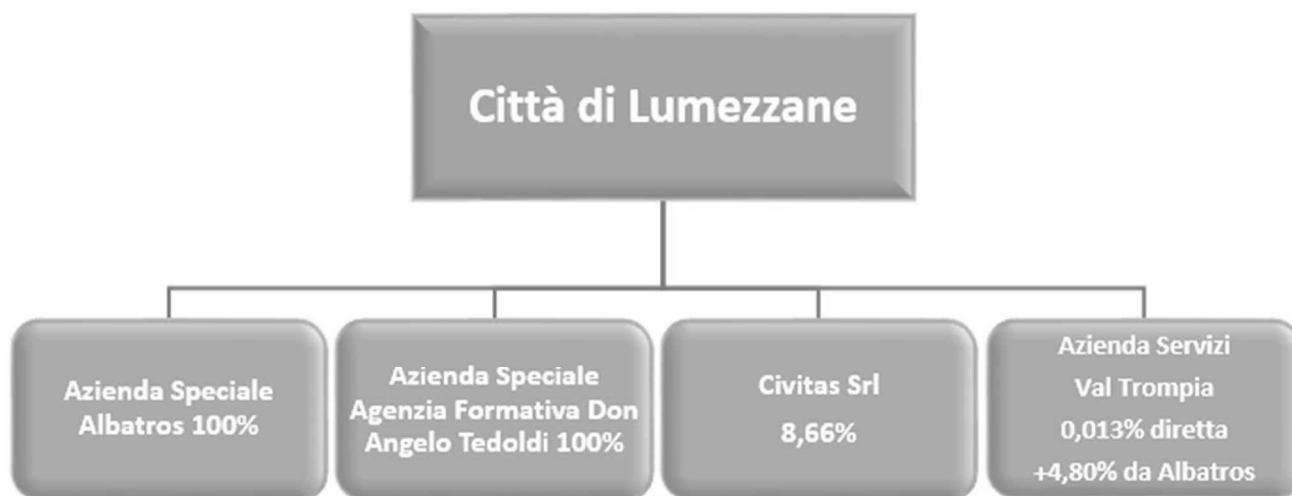 Città di Lumezzane
Azienda Speciale
Albatros 100%
Azienda Speciale
Agenzia Formativa Don
Angelo Tedoldi 100%
Civitas Srl
8,66%
Azienda Servizi
Val Trompia
0,013% diretta
+4,80% da Albatros